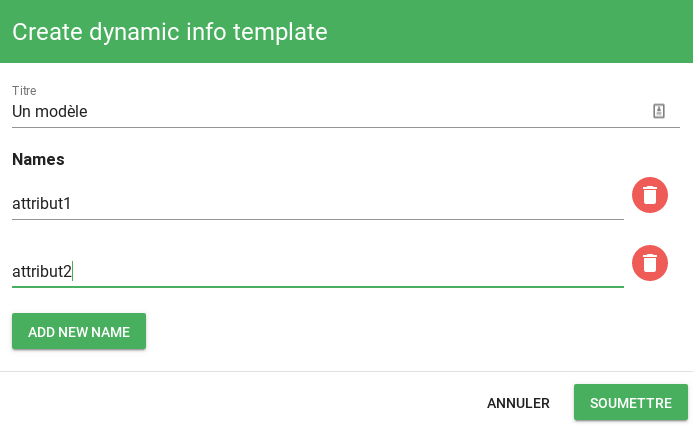 Create dynamic info template
Titre
Un modèle
Names
attribut1
attribut2
ADD NEW NAME
ANNULER
SOUMETTRE